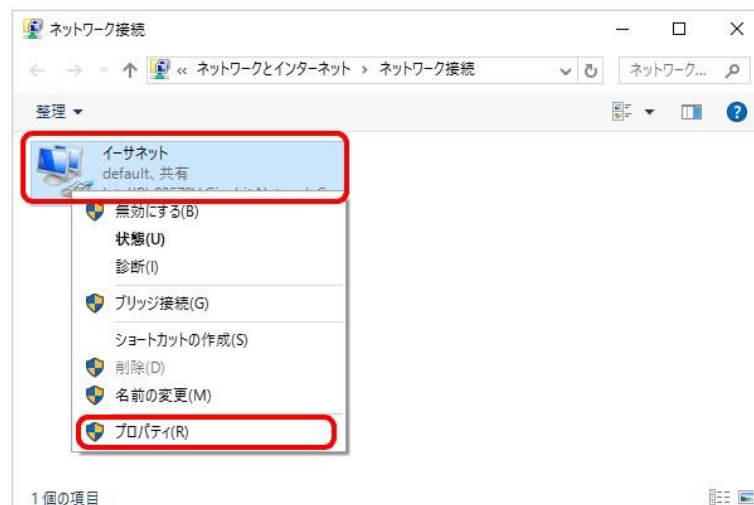 ネットワーク接続
« ネットワークとインターネット › ネットワーク接続
ネットワーク...
整理
イーサネット
default、共有
無効にする(B)
状態(U)
診断(I)
ブリッジ接続(G)
ショートカットの作成(S)
削除(D)
名前の変更(M)
プロパティ(R)
1 個の項目